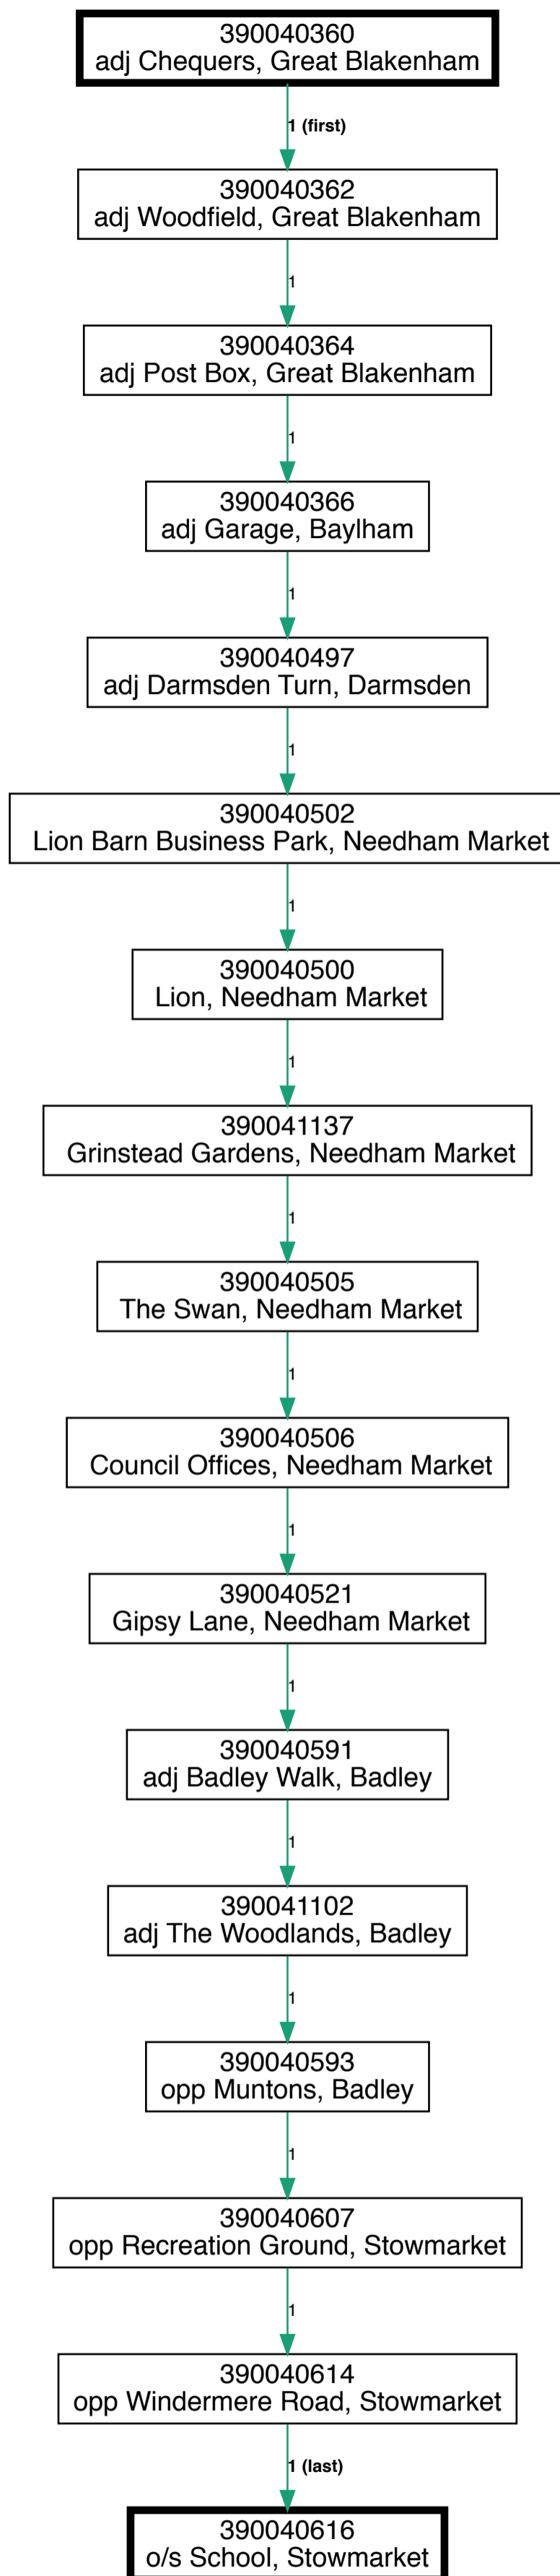 390040360
adj Chequers, Great Blakenham
1 (first)
390040362
adj Woodfield, Great Blakenham
1
390040364
adj Post Box, Great Blakenham
1
390040366
adj Garage, Baylham
1
390040497
adj Darmsden Turn, Darmsden
1
390040502
Lion Barn Business Park, Needham Market
1
390040500
Lion, Needham Market
1
390041137
Grinstead Gardens, Needham Market
1
390040505
The Swan, Needham Market
1
390040506
Council Offices, Needham Market
1
390040521
Gipsy Lane, Needham Market
1
390040591
adj Badley Walk, Badley
1
390041102
adj The Woodlands, Badley
1
390040593
opp Muntons, Badley
1
390040607
opp Recreation Ground, Stowmarket
1
390040614
opp Windermere Road, Stowmarket
1 (last)
390040616
o/s School, Stowmarket